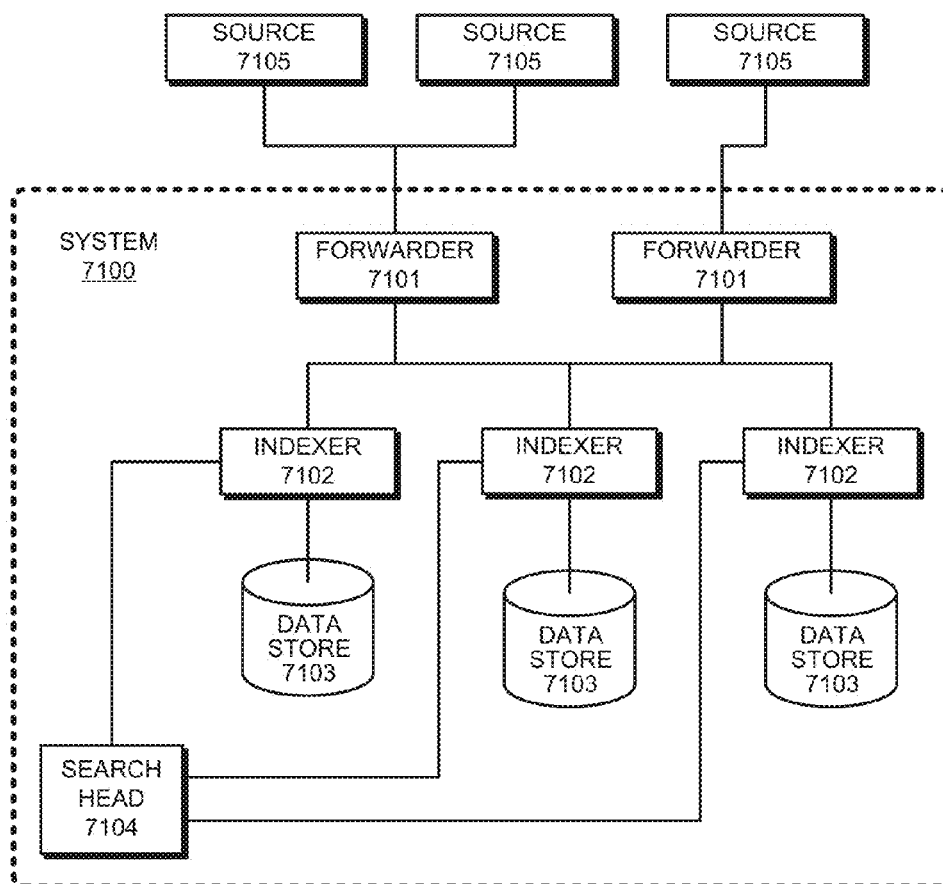 SOURCE
7105
SOURCE
7105
SOURCE
7105
SYSTEM
7100
FORWARDER
7101
FORWARDER
7101
INDEXER
7102
INDEXER
7102
INDEXER
7102
DATA
STORE
7103
DATA
STORE
7103
DATA
STORE
7103
SEARCH
HEAD
7104